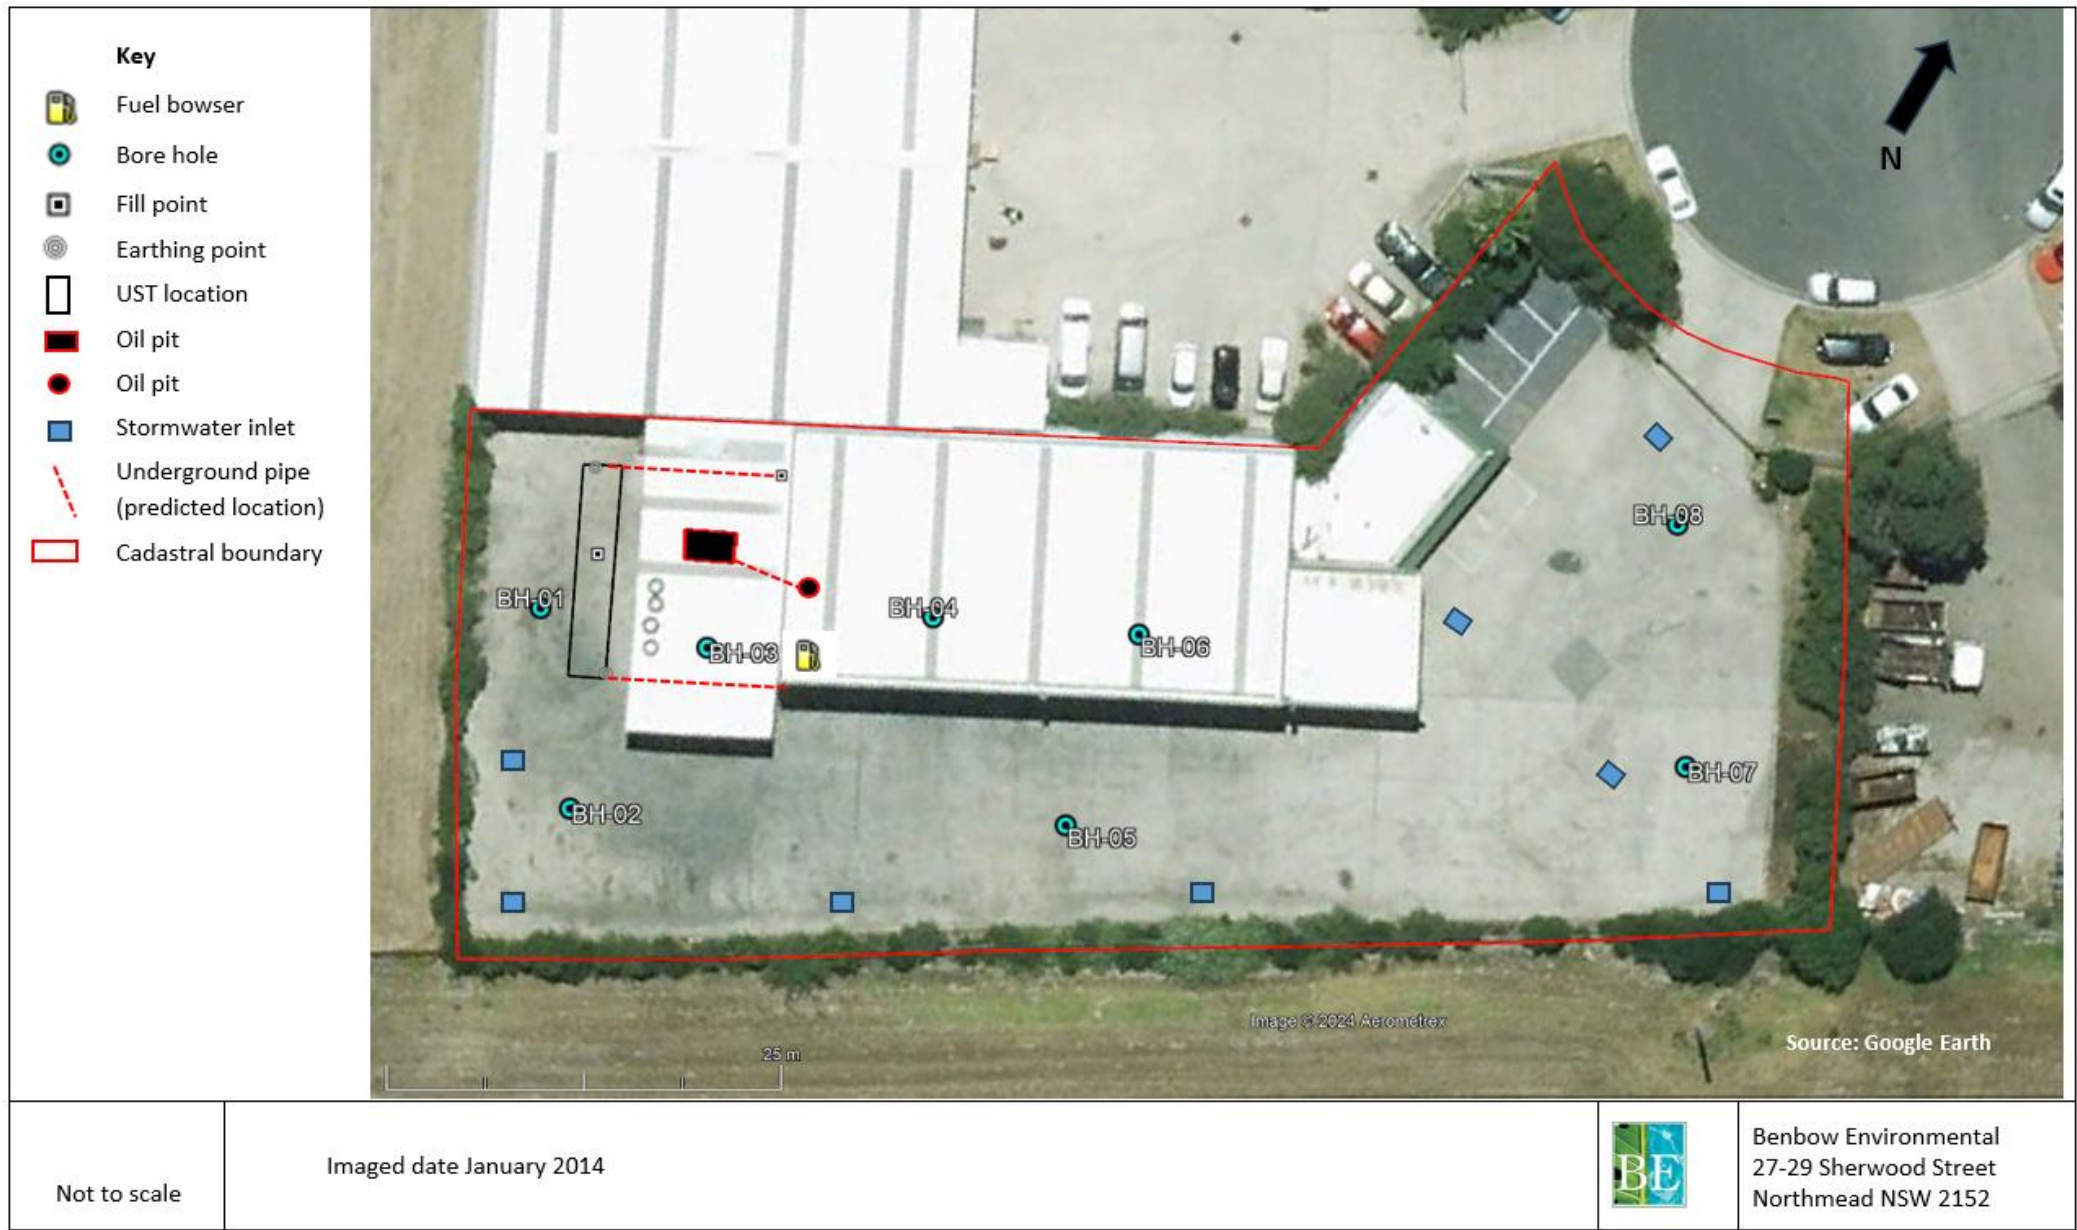 Key
Fuel bowser
Bore hole
Fill point
Earthing point
UST location
Oil pit
Oil pit
Stormwater inlet
Underground pipe
(predicted location)
Cadastral boundary
N
BH-08
BH-01
BH-04
BH-03
BH-06
BH-07
BH-02
BH-05
Image © 2024 Aerometrex
Source: Google Earth
25 m
Not to scale
Imaged date January 2014
BE
Benbow Environmental
27-29 Sherwood Street
Northmead NSW 2152